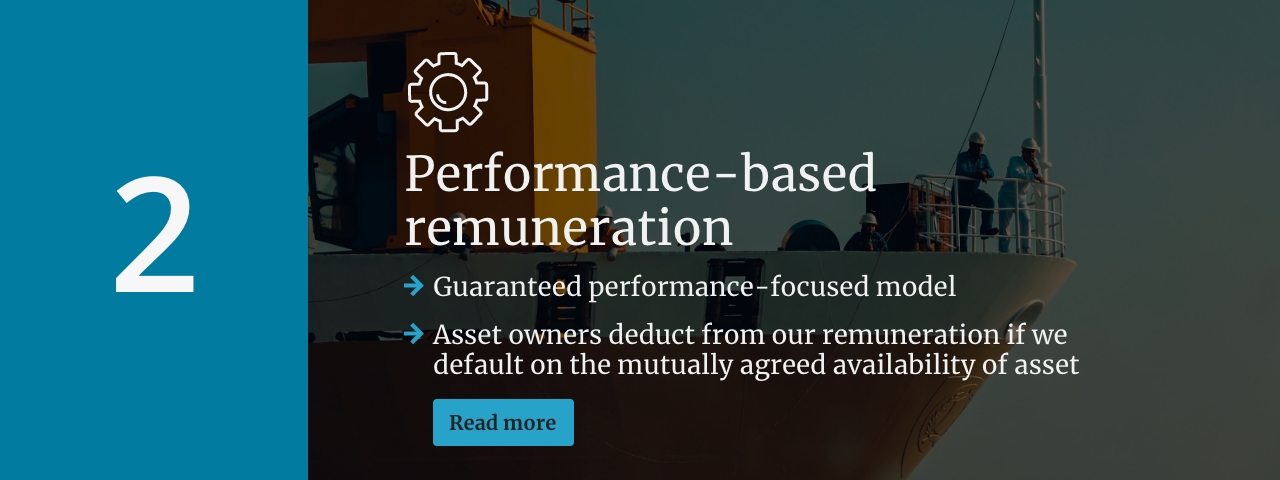 2
Performance-based
remuneration
Guaranteed performance-focused model
Asset owners deduct from our remuneration if we
default on the mutually agreed availability of asset
Read more